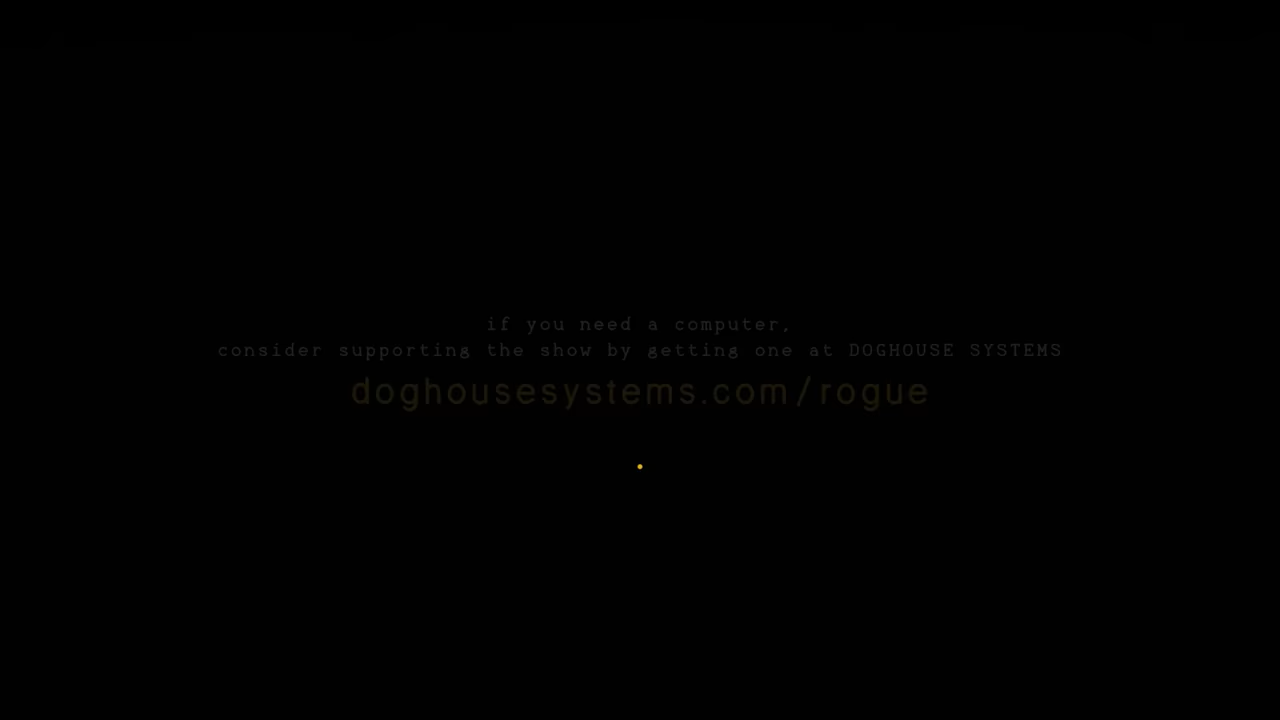 if you need a computer,
consider supporting the show by getting one at DOGHOUSE SYSTEMS
doghousesystems.com/rogue